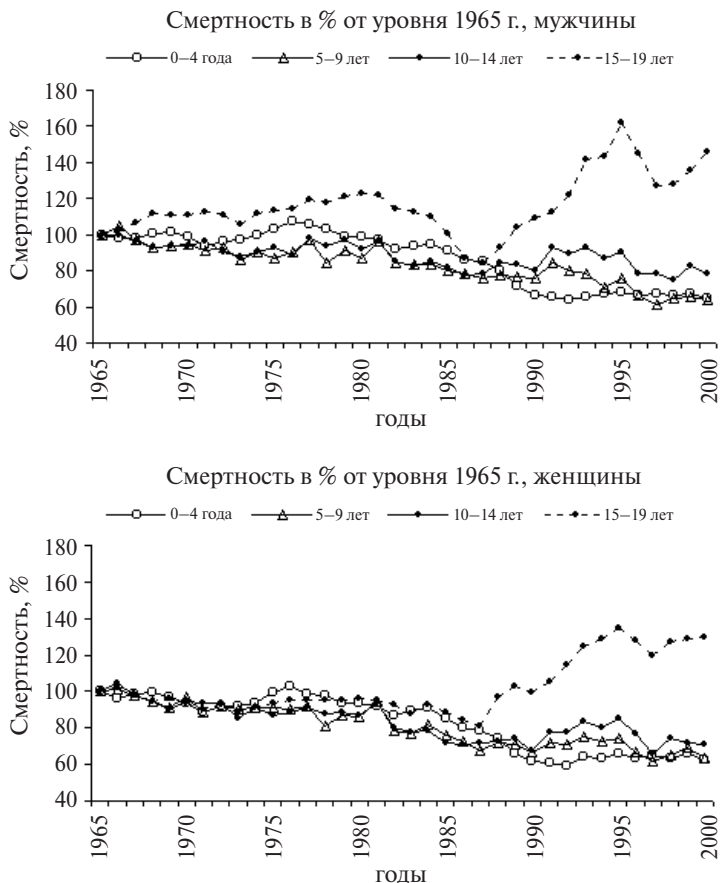 Смертность в % от уровня 1965 г., мужчины
0–4 года 5–9 лет 10–14 лет 15–19 лет
Смертность, %
180
160
140
120
100
80
60
40
1965 1970 1975 1980 1985 1990 1995 2000
годы
Смертность в % от уровня 1965 г., женщины
0–4 года 5–9 лет 10–14 лет 15–19 лет
Смертность, %
180
160
140
120
100
80
60
40
1965 1970 1975 1980 1985 1990 1995 2000
годы